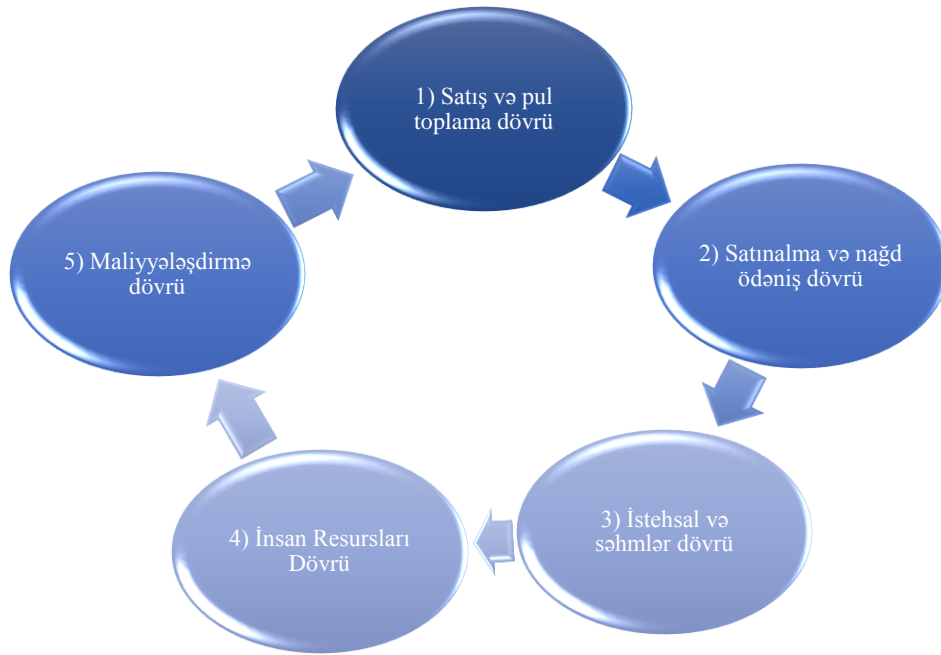 1) Satış və pul
toplama dövrü
2) Satınalma və nağd
ödəniş dövrü
3) İstehsal və
səhmlər dövrü
4) İnsan Resursları
Dövrü
5) Maliyyələşdirmə
dövrü